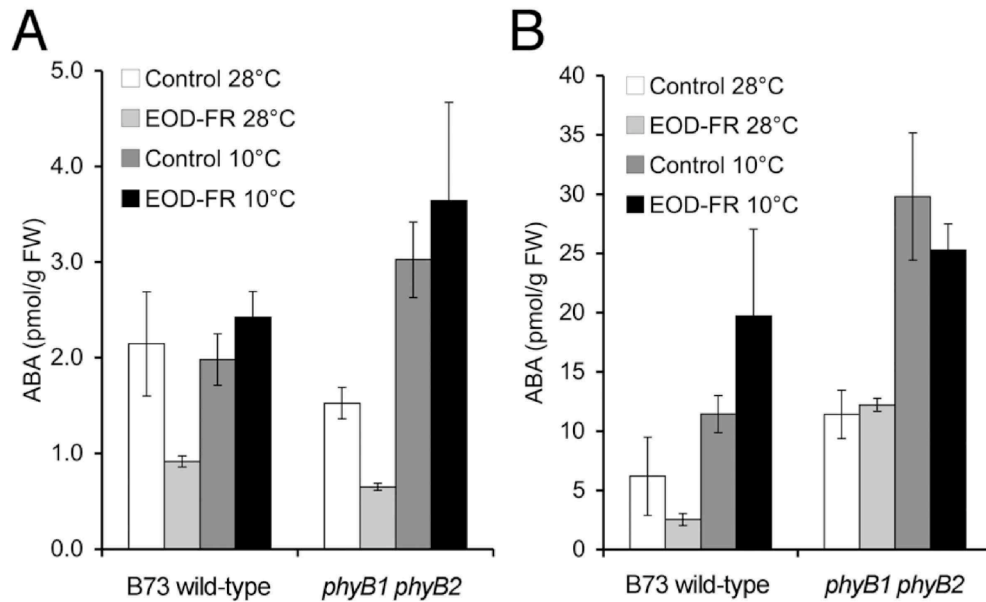 A
Control 28°C
EOD-FR 28°C
Control 10°C
EOD-FR 10°C
ABA (pmol/g FW)
5.0
4.0
3.0
2.0
1.0
0.0
B73 wild-type
phyB1 phyB2
B
Control 28°C
EOD-FR 28°C
Control 10°C
EOD-FR 10°C
ABA (pmol/g FW)
40
35
30
25
20
15
10
5
0
B73 wild-type
phyB1 phyB2